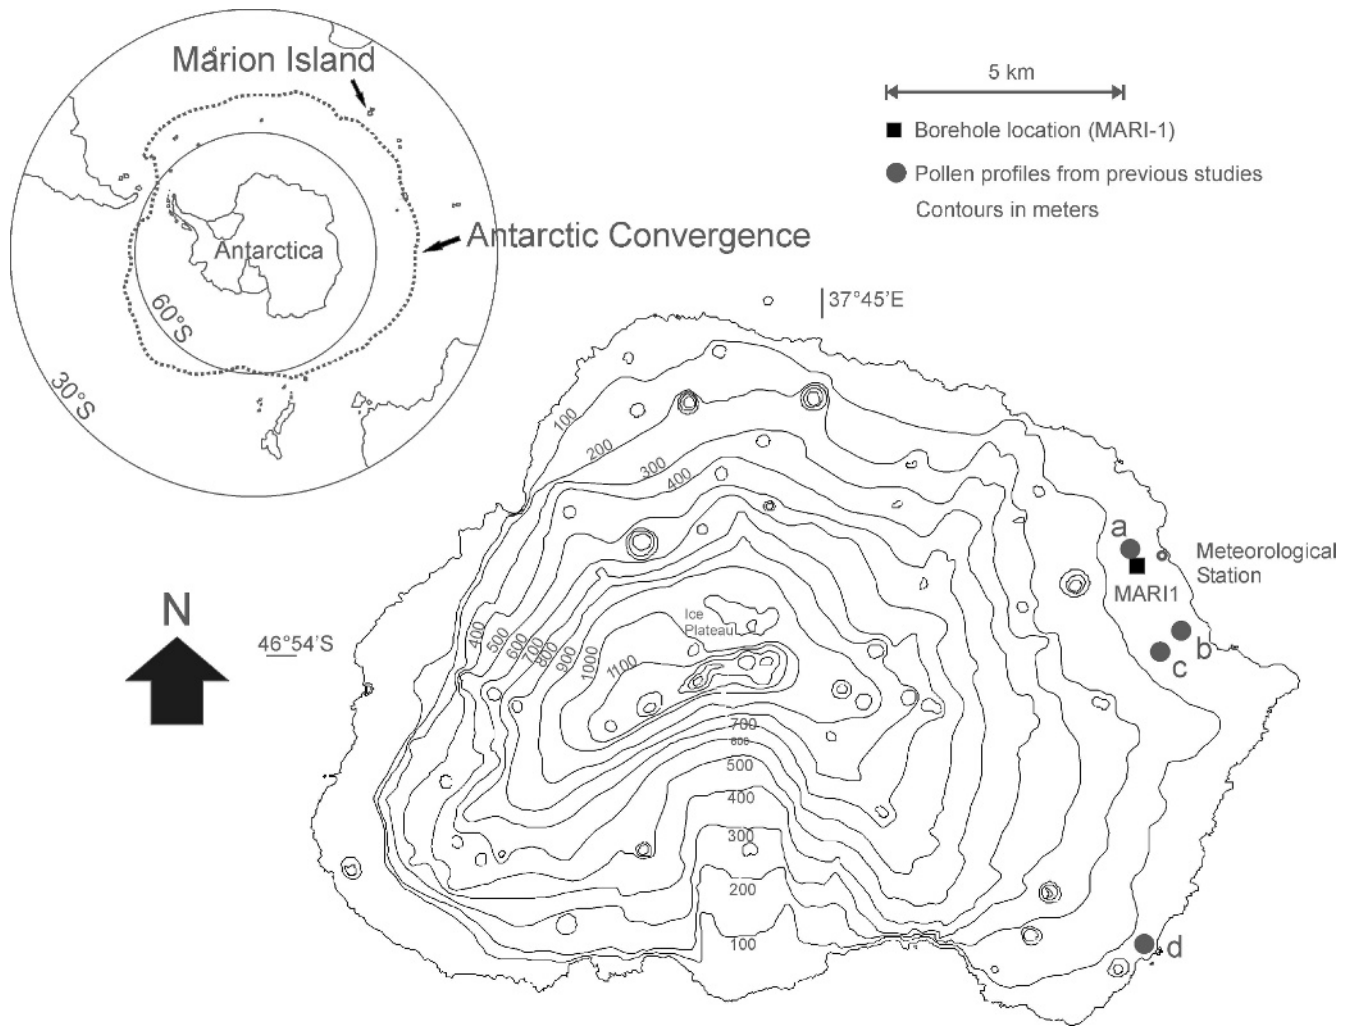 Marion Island
Antarctica
Antarctic Convergence
60°S
30°S
5 km
Borehole location (MARI-1)
Pollen profiles from previous studies
Contours in meters
37°45'E
100
200
300
400
a
Meteorological
Station
MARI1
b
c
N
46°54'S
Ice
Plateau
400
500
600
700
800
900
1000
1100
700
600
500
400
300
200
100
d